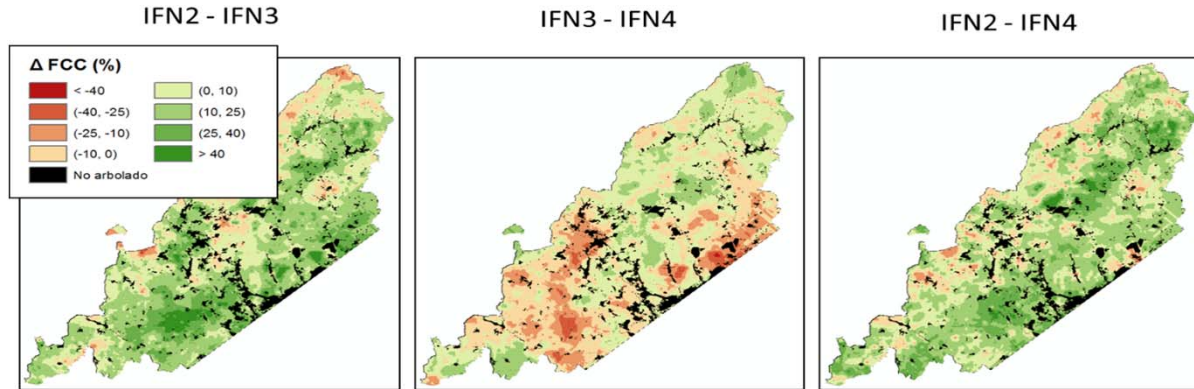 IFN2 - IFN3
IFN3 - IFN4
IFN2 - IFN4
Δ FCC (%)
< -40
(0, 10)
(-40, -25)
(10, 25)
(-25, -10)
(25, 40)
(-10, 0)
> 40
No arbolado